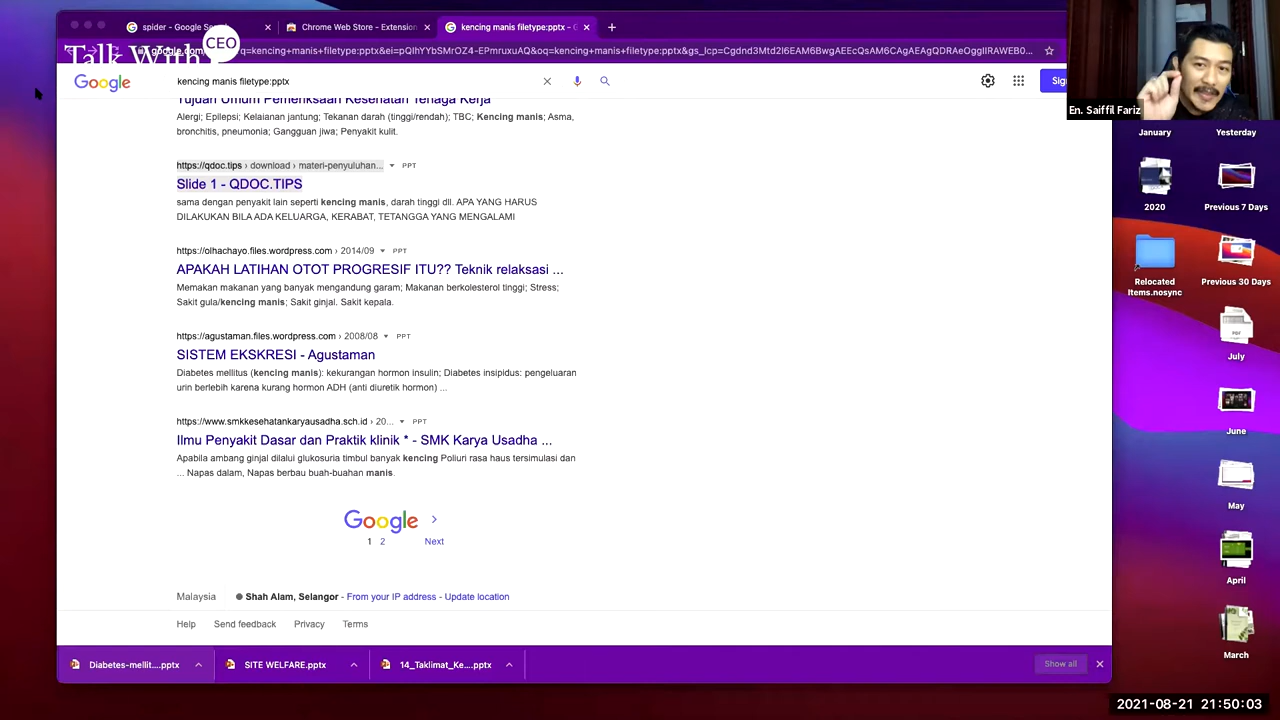 spider - Google Se
Chrome Web Store - Extension
kencing manis filetype:pptx - G
Talk With
CEO
google.com
q=kencing+manis+filetype:pptx&ei=pQIhYYbSMrOZ4-EPmruxuAQ&oq=kencing+manis+filetype:pptx&gs_lcp=Cgdnd3Mtd2l6EAM6BwgAEEcQsAM6CAgAEAgQDRAeOggIIRAWEB0...
Google
kencing manis filetype:pptx
Sign
En. Saiffil Fariz
Tujuan Umum Pemeriksaan Kesehatan Tenaga Kerja
Alergi; Epilepsi; Kelaianan jantung; Tekanan darah (tinggi/rendah); TBC; Kencing manis; Asma,
bronchitis, pneumonia; Gangguan jiwa; Penyakit kulit.
https://qdoc.tips › download › materi-penyuluhan... PPT
Slide 1 - QDOC.TIPS
sama dengan penyakit lain seperti kencing manis, darah tinggi dll. APA YANG HARUS
DILAKUKAN BILA ADA KELUARGA, KERABAT, TETANGGA YANG MENGALAMI
https://olhachayo.files.wordpress.com › 2014/09 PPT
APAKAH LATIHAN OTOT PROGRESIF ITU?? Teknik relaksasi ...
Memakan makanan yang banyak mengandung garam; Makanan berkolesterol tinggi; Stress;
Sakit gula/kencing manis; Sakit ginjal. Sakit kepala.
https://agustaman.files.wordpress.com › 2008/08 PPT
SISTEM EKSKRESI - Agustaman
Diabetes mellitus (kencing manis): kekurangan hormon insulin; Diabetes insipidus: pengeluaran
urin berlebih karena kurang hormon ADH (anti diuretik hormon) ...
https://www.smkkesehatankaryausadha.sch.id › 20... PPT
Ilmu Penyakit Dasar dan Praktik klinik * - SMK Karya Usadha ...
Apabila ambang ginjal dilalui glukosuria timbul banyak kencing Poliuri rasa haus tersimulasi dan
... Napas dalam, Napas berbau buah-buahan manis.
Google
1 2 Next
Malaysia
Shah Alam, Selangor - From your IP address - Update location
Help Send feedback Privacy Terms
Diabetes-mellit....pptx
SITE WELFARE.pptx
14_Taklimat_Ke....pptx
Show all
January
Yesterday
2020
Previous 7 Days
Relocated
Items.nosync
Previous 30 Days
PDF
July
June
May
April
March
2021-08-21 21:50:03